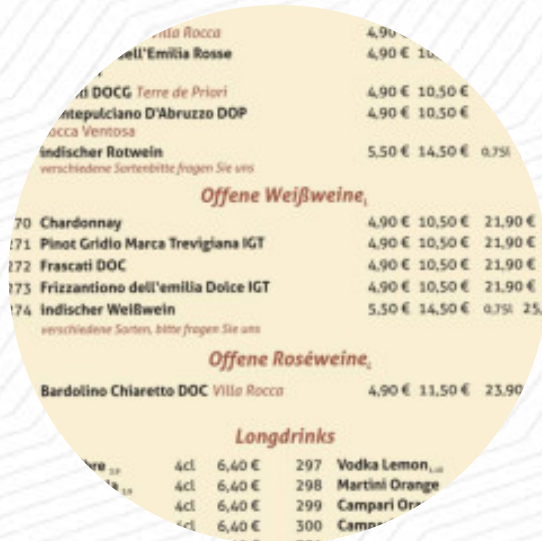 Villa Rocca 4,90
dell'Emilia Rosse 4,90 €
DOCG Terre de Priori 4,90 € 10,50 €
D'Abruzzo DOP 4,90 € 10,50 €
Ventosa
indischer Rotwein 5,50 € 14,50 € 0,75l
verschiedene Sortenbitte fragen Sie uns
Offene Weißweine
70 Chardonnay 4,90 € 10,50 € 21,90 €
271 Pinot Gridio Marca Trevigiana IGT 4,90 € 10,50 € 21,90 €
272 Frascati DOC 4,90 € 10,50 € 21,90 €
273 Frizzantiono dell'emilia Dolce IGT 4,90 € 10,50 € 21,90 €
274 indischer Weißwein 5,50 € 14,50 € 0,75l 25,
verschiedene Sorten, bitte fragen Sie uns
Offene Roséweine
Bardolino Chiaretto DOC Villa Rocca 4,90 € 11,50 € 23,90
Longdrinks
4cl 6,40 € 297 Vodka Lemon
4cl 6,40 € 298 Martini Orange
4cl 6,40 € 299 Campari
6,40 € 300